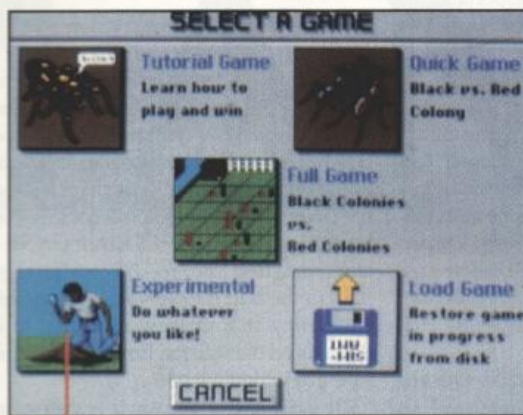 SELECT A GAME
Tutorial Game
Learn how to
play and win
Quick Game
Black vs. Red
Colony
Full Game
Black Colonies
vs.
Red Colonies
Experimental
Do whatever
you like!
Load Game
Restore game
in progress
from disk
CANCEL